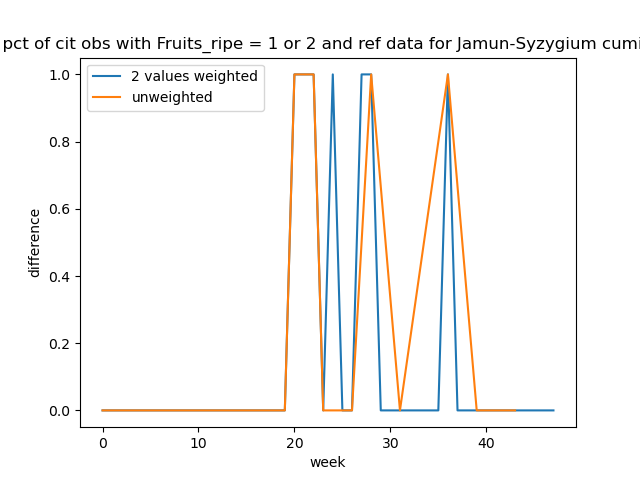 pct of cit obs with Fruits_ripe = 1 or 2 and ref data for Jamun-Syzygium cumi
2 values weighted
unweighted
1.0
0.8
0.6
0.4
0.2
0.0
difference
0
10
20
30
40
week